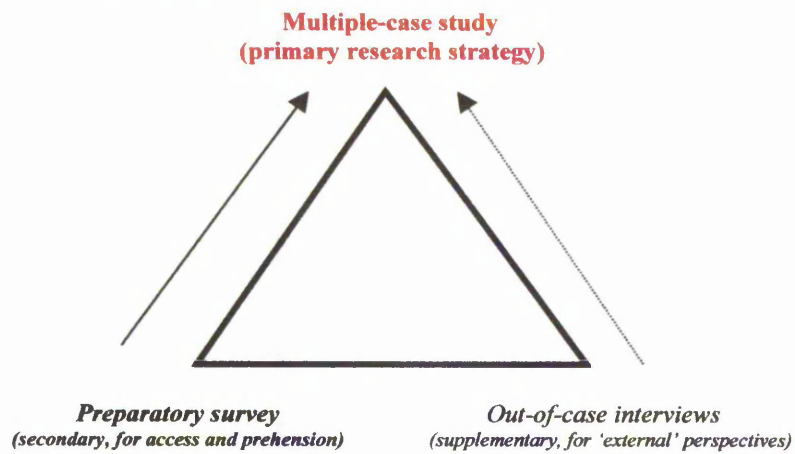 Multiple-case study
(primary research strategy)
Preparatory survey
(secondary, for access and prehension)
Out-of-case interviews
(supplementary, for 'external' perspectives)